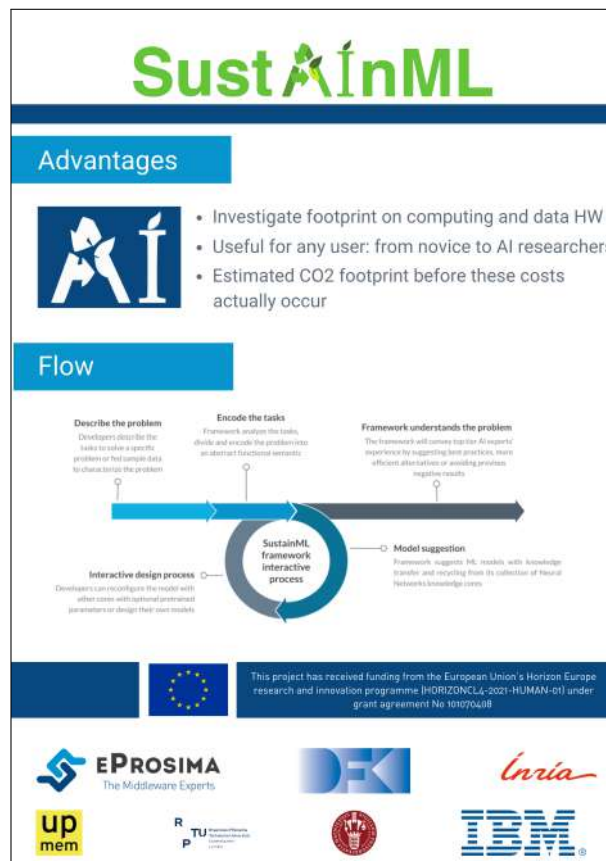 SustAInML
Advantages
AI
• Investigate footprint on computing and data HW
• Useful for any user: from novice to AI researchers
• Estimated CO2 footprint before these costs
actually occur
Flow
Describe the problem
Developers describe the
tasks to solve a specific
problem or fed sample data
to characterize the problem
Encode the tasks
Framework analyze the tasks,
divide and encode the problem into
an abstract functional semantic
Framework understands the problem
The framework will convey top tier AI experts'
experience by suggesting best practices, more
efficient alternatives or avoiding previous
negative results
SustainML
framework
interactive
process
Interactive design process
Developers can reconfigure the model with
other cores with optional pretrained
parameters or design their own models
Model suggestion
Framework suggests ML models with knowledge
transfer and recycling from its collection of Neural
Networks knowledge cores
This project has received funding from the European Union's Horizon Europe
research and innovation programme (HORIZONCL4-2021-HUMAN-01) under
grant agreement No 101070408
EPROSIMA
The Middleware Experts
DFK
Inria
up
mem
R
TU
P
IBM®